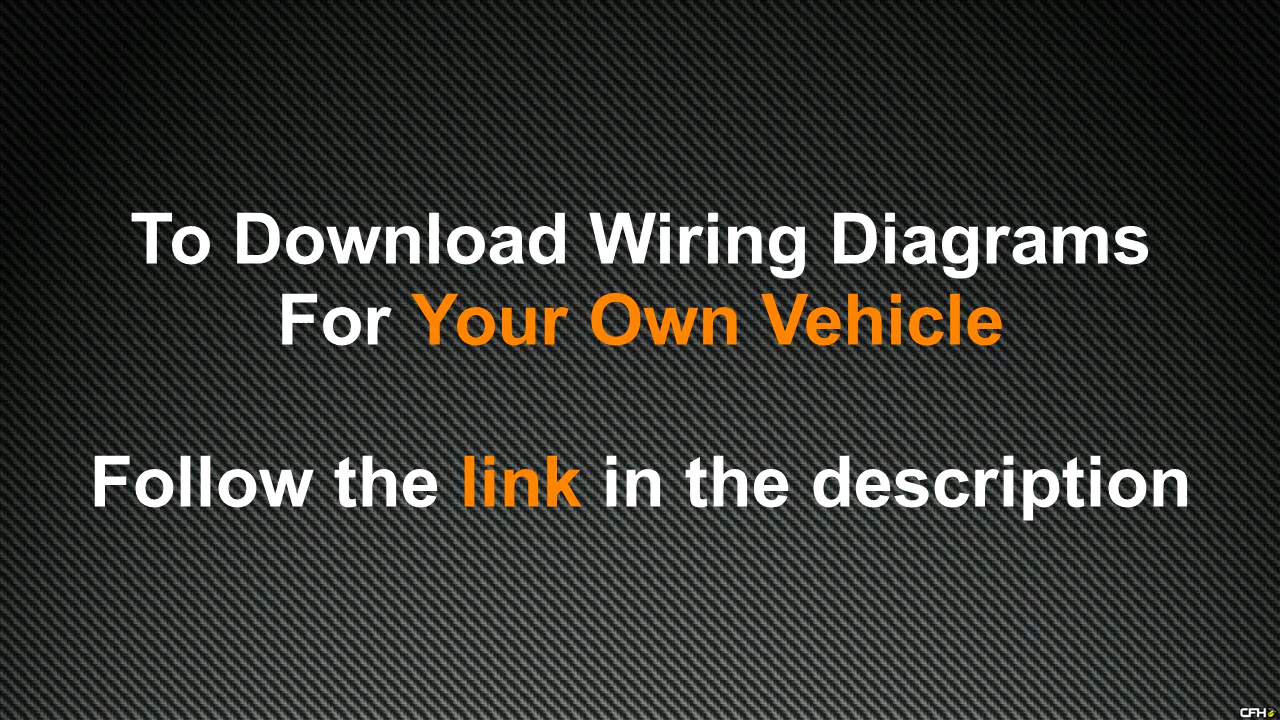 To Download Wiring Diagrams
For Your Own Vehicle
Follow the link in the description
CFH